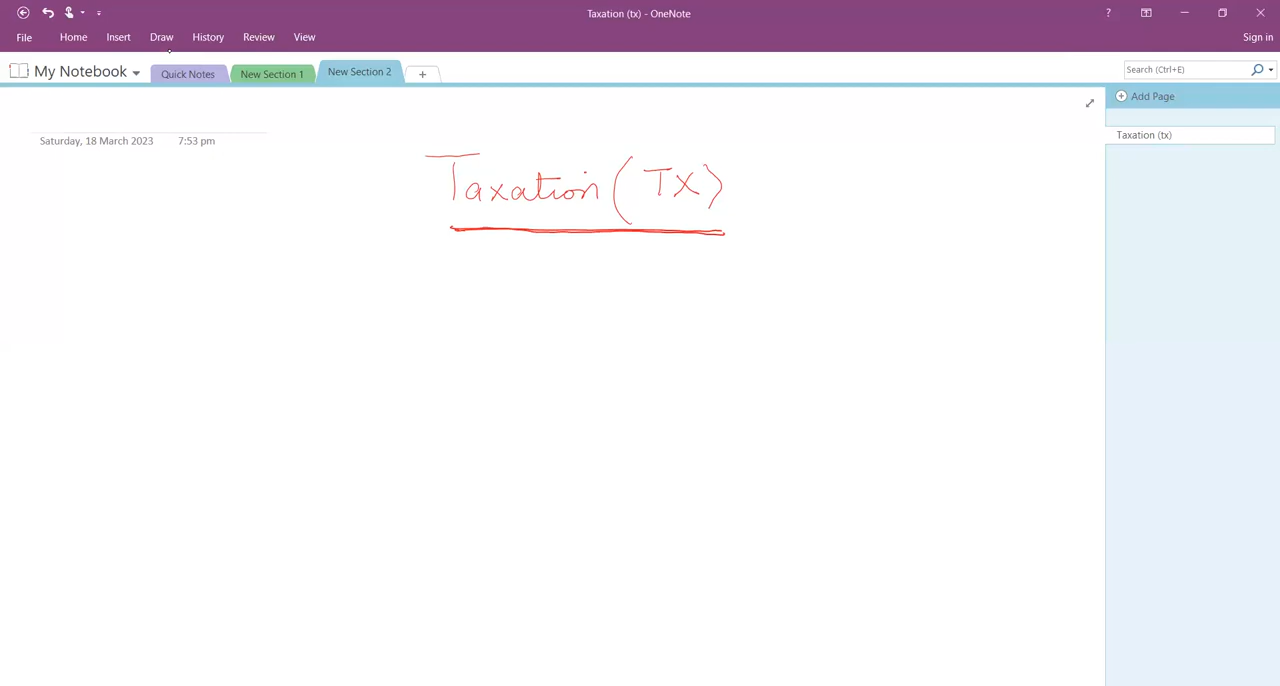 Taxation (tx) - OneNote
?
File Home Insert Draw History Review View Sign in
My Notebook Quick Notes New Section 1 New Section 2 + Search (Ctrl+E)
Add Page
Taxation (tx)
Saturday, 18 March 2023 7:53 pm
Taxation (TX)